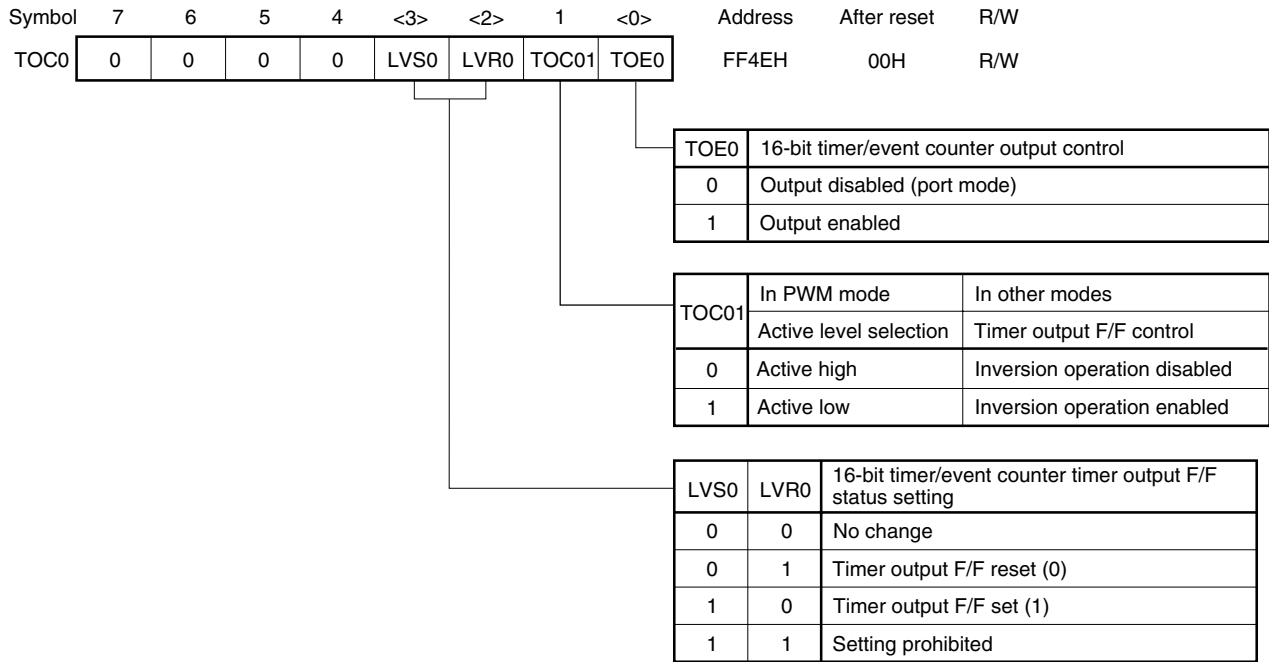 Symbol 7 6 5 4 <3> <2> 1 <0> Address After reset R/W
TOC0 0 0 0 0 LVS0 LVR0 TOC01 TOE0 FF4EH 00H R/W
TOE0 16-bit timer/event counter output control
0 Output disabled (port mode)
1 Output enabled
TOC01 In PWM mode In other modes
Active level selection Timer output F/F control
0 Active high Inversion operation disabled
1 Active low Inversion operation enabled
LVS0 LVR0 16-bit timer/event counter timer output F/F
status setting
0 0 No change
0 1 Timer output F/F reset (0)
1 0 Timer output F/F set (1)
1 1 Setting prohibited